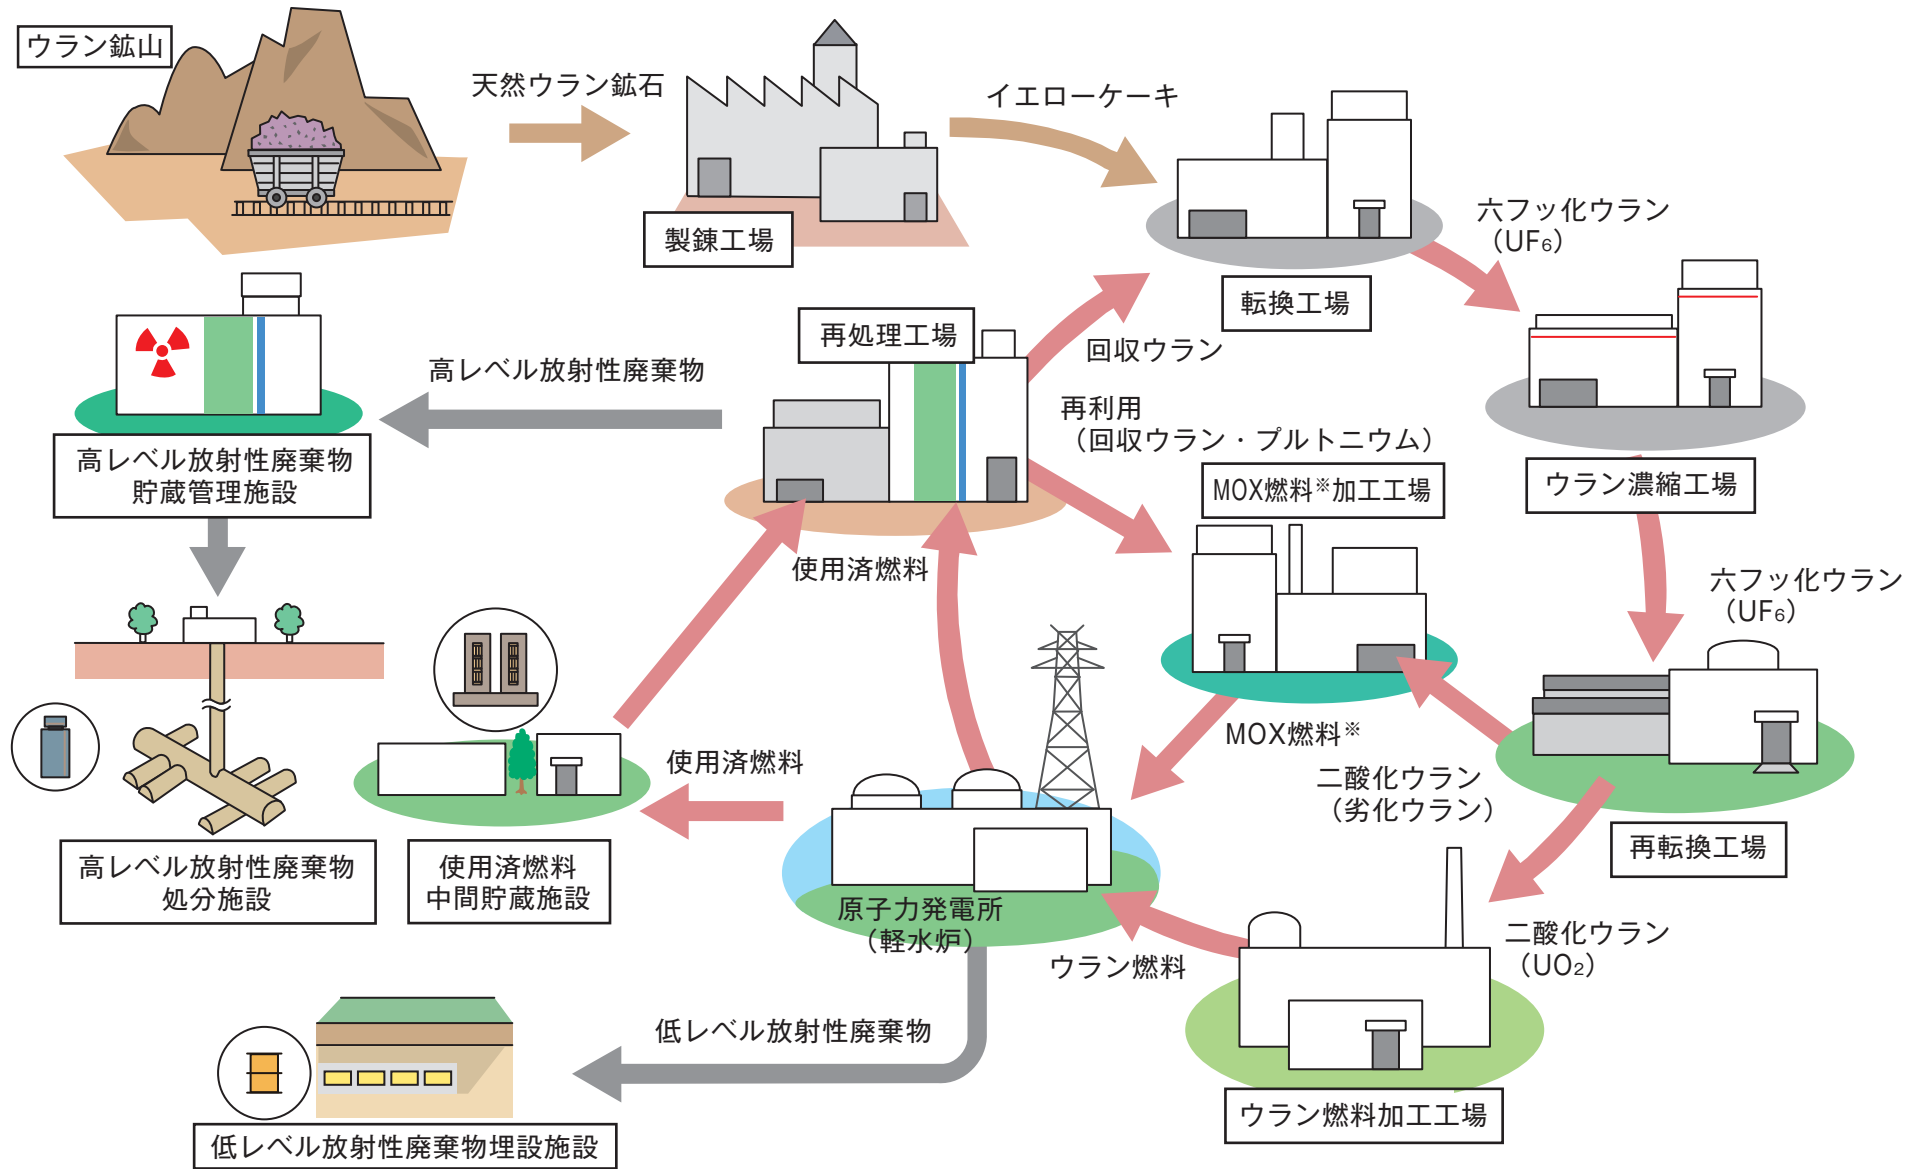 ウラン鉱山
天然ウラン鉱石
イエローケーキ
製錬工場
六フッ化ウラン
（UF₆）
転換工場
再処理工場
回収ウラン
高レベル放射性廃棄物
再利用
（回収ウラン・プルトニウム）
高レベル放射性廃棄物
貯蔵管理施設
MOX燃料※加工工場
ウラン濃縮工場
使用済燃料
六フッ化ウラン
（UF₆）
MOX燃料※
使用済燃料
二酸化ウラン
（劣化ウラン）
再転換工場
高レベル放射性廃棄物
処分施設
使用済燃料
中間貯蔵施設
原子力発電所
（軽水炉）
二酸化ウラン
（UO₂）
ウラン燃料
低レベル放射性廃棄物
ウラン燃料加工工場
低レベル放射性廃棄物埋設施設